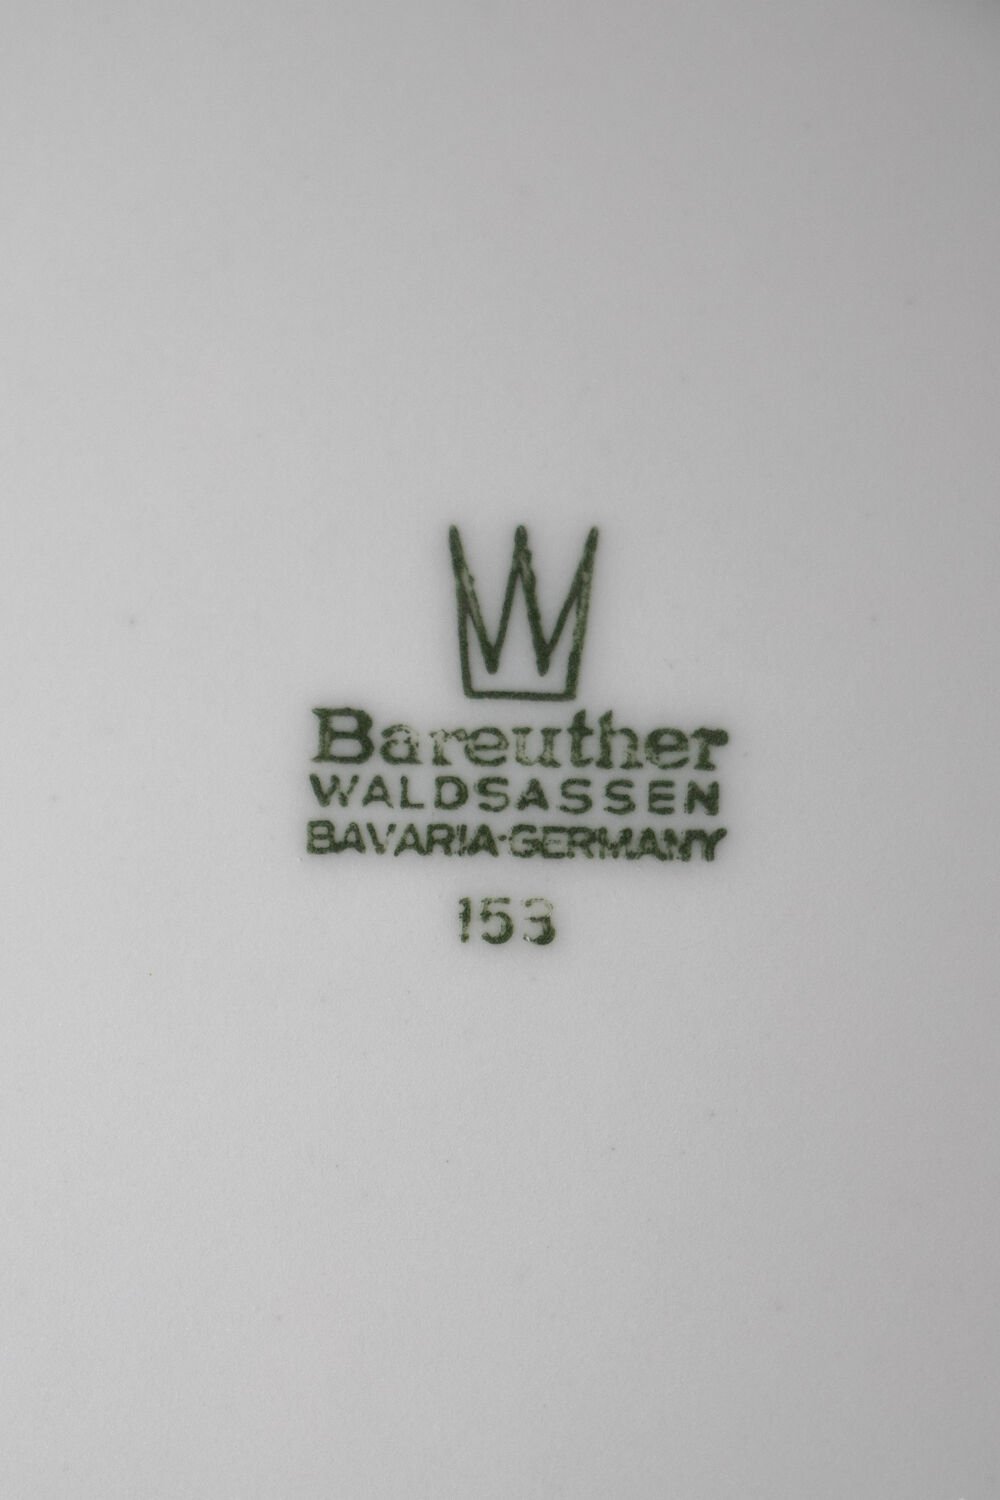 Bareuther
WALDSASSEN
BAVARIA·GERMANY
153